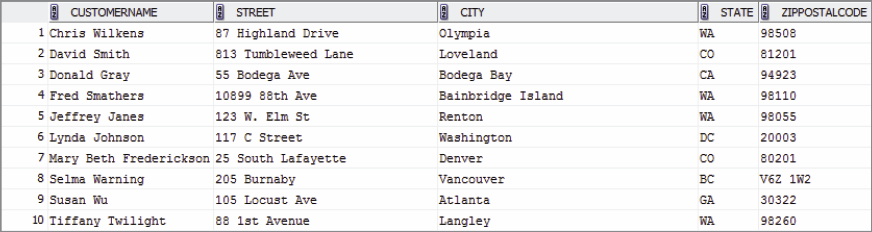 CUSTOMERNAME STREET CITY STATE ZIPPOSTALCODE
1 Chris Wilkens 87 Highland Drive Olympia WA 98508
2 David Smith 813 Tumbleweed Lane Loveland CO 81201
3 Donald Gray 55 Bodega Ave Bodega Bay CA 94923
4 Fred Smathers 10899 88th Ave Bainbridge Island WA 98110
5 Jeffrey Janes 123 W. Elm St Renton WA 98055
6 Lynda Johnson 117 C Street Washington DC 20003
7 Mary Beth Frederickson 25 South Lafayette Denver CO 80201
8 Selma Warning 205 Burnaby Vancouver BC V6Z 1W2
9 Susan Wu 105 Locust Ave Atlanta GA 30322
10 Tiffany Twilight 88 1st Avenue Langley WA 98260